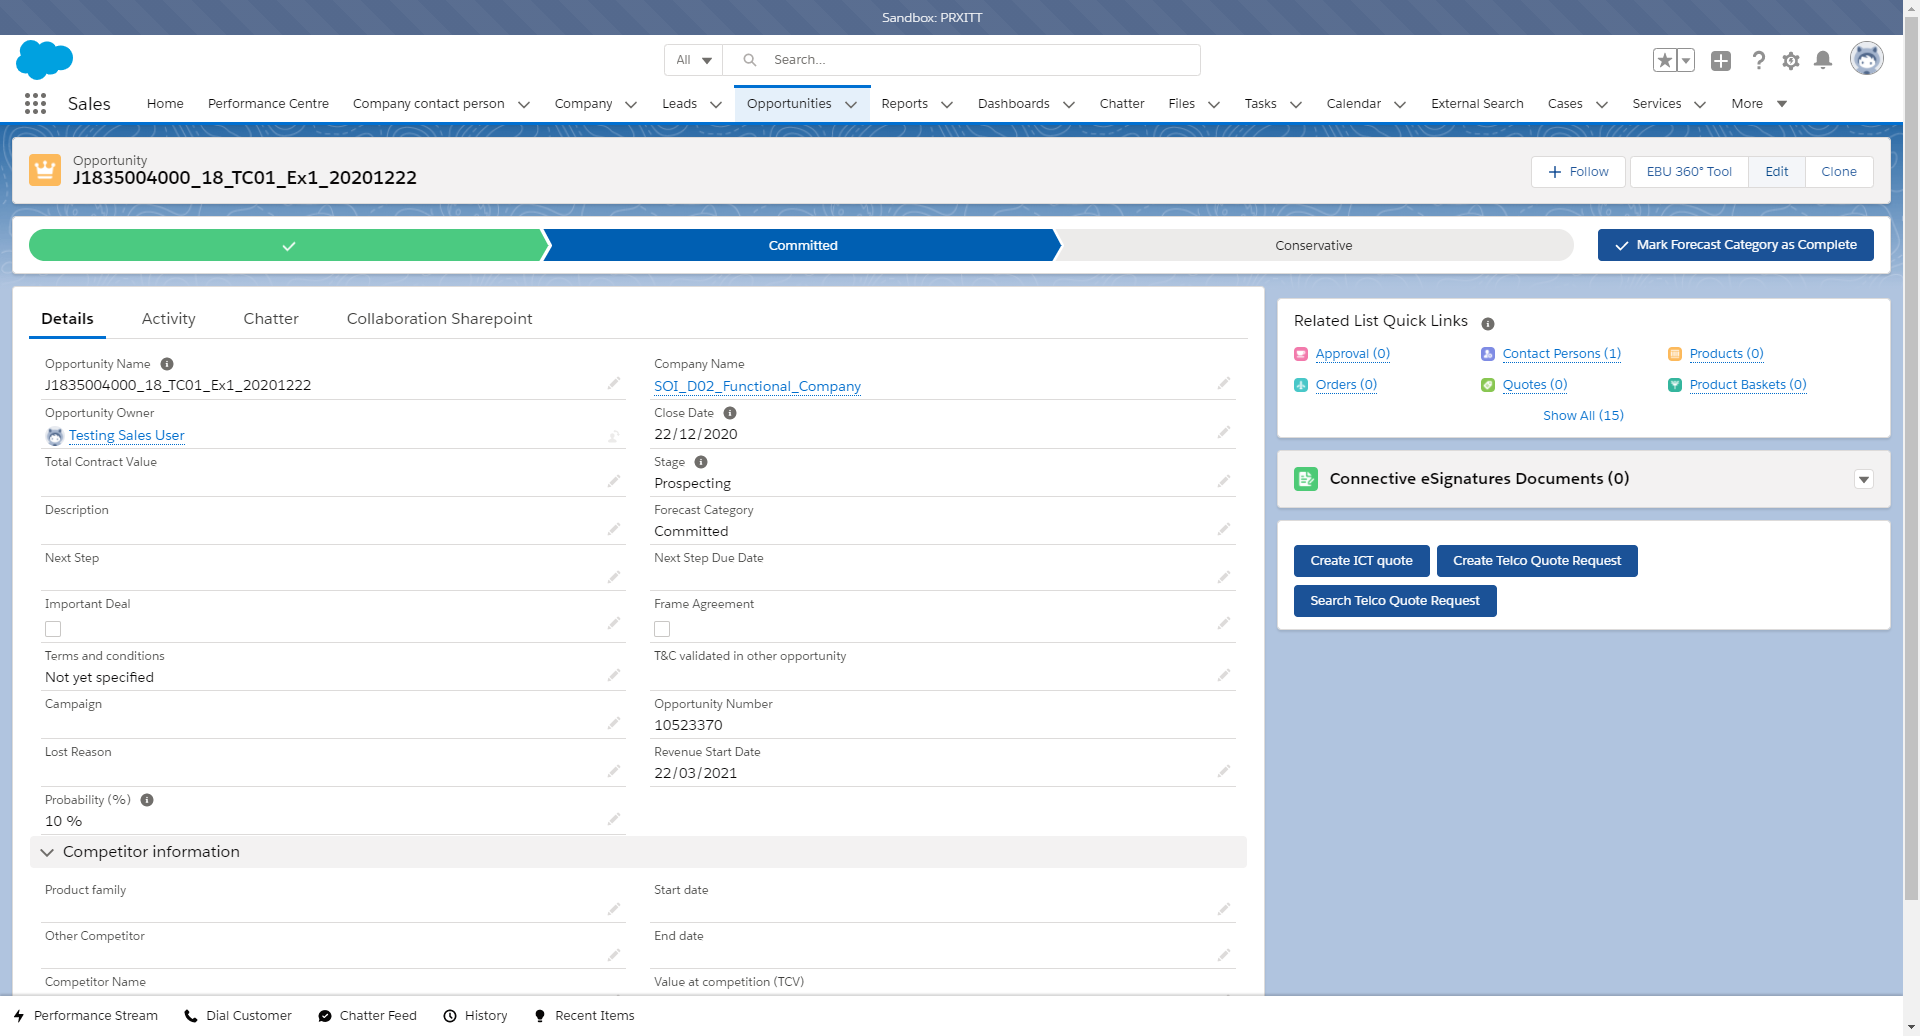 Sandbox: PRXITT
All
Search...
Sales
Home
Performance Centre
Company contact person
Company
Leads
Opportunities
Reports
Dashboards
Chatter
Files
Tasks
Calendar
External Search
Cases
Services
More
Opportunity
J1835004000_18_TC01_Ex1_20201222
Follow
EBU 360° Tool
Edit
Clone
Committed
Conservative
Mark Forecast Category as Complete
Details
Activity
Chatter
Collaboration Sharepoint
Opportunity Name
J1835004000_18_TC01_Ex1_20201222
Company Name
SOI_D02_Functional_Company
Opportunity Owner
Testing Sales User
Close Date
22/12/2020
Total Contract Value
Stage
Prospecting
Description
Forecast Category
Committed
Next Step
Next Step Due Date
Important Deal
Frame Agreement
Terms and conditions
Not yet specified
T&C validated in other opportunity
Campaign
Opportunity Number
10523370
Lost Reason
Revenue Start Date
22/03/2021
Probability (%)
10 %
Competitor information
Product family
Start date
Other Competitor
End date
Competitor Name
Value at competition (TCV)
Related List Quick Links
Approval (0)
Contact Persons (1)
Products (0)
Orders (0)
Quotes (0)
Product Baskets (0)
Show All (15)
Connective eSignatures Documents (0)
Create ICT quote
Create Telco Quote Request
Search Telco Quote Request
Performance Stream
Dial Customer
Chatter Feed
History
Recent Items